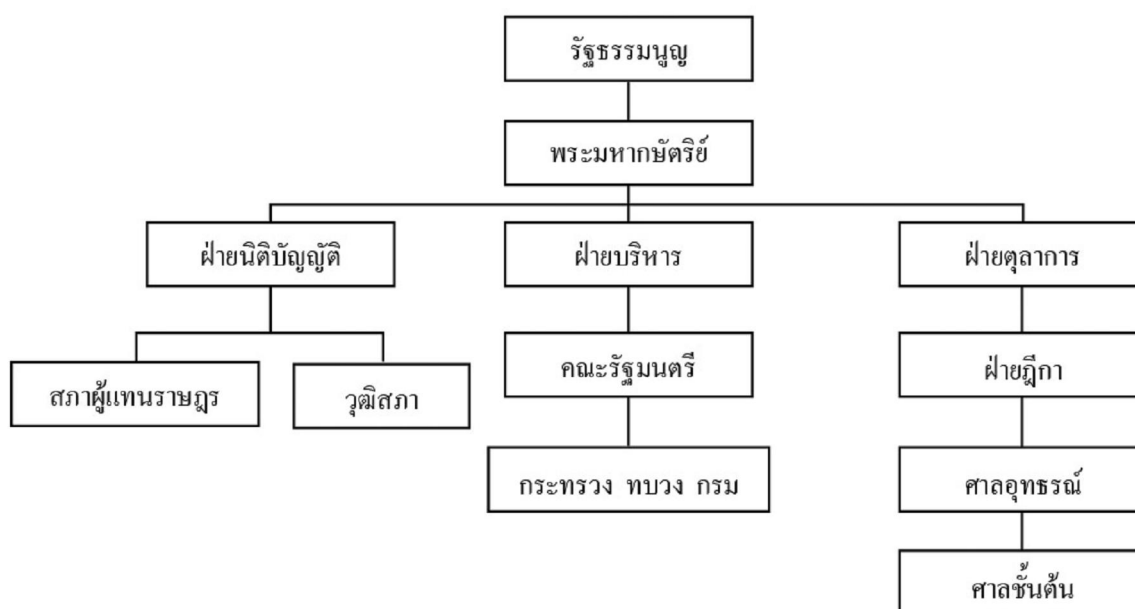 รัฐธรรมนูญ
พระมหากษัตริย์
ฝ่ายนิติบัญญัติ
ฝ่ายบริหาร
ฝ่ายตุลาการ
สภาผู้แทนราษฎร
วุฒิสภา
คณะรัฐมนตรี
ฝ่ายฎีกา
กระทรวง ทบวง กรม
ศาลอุทธรณ์
ศาลชั้นต้น